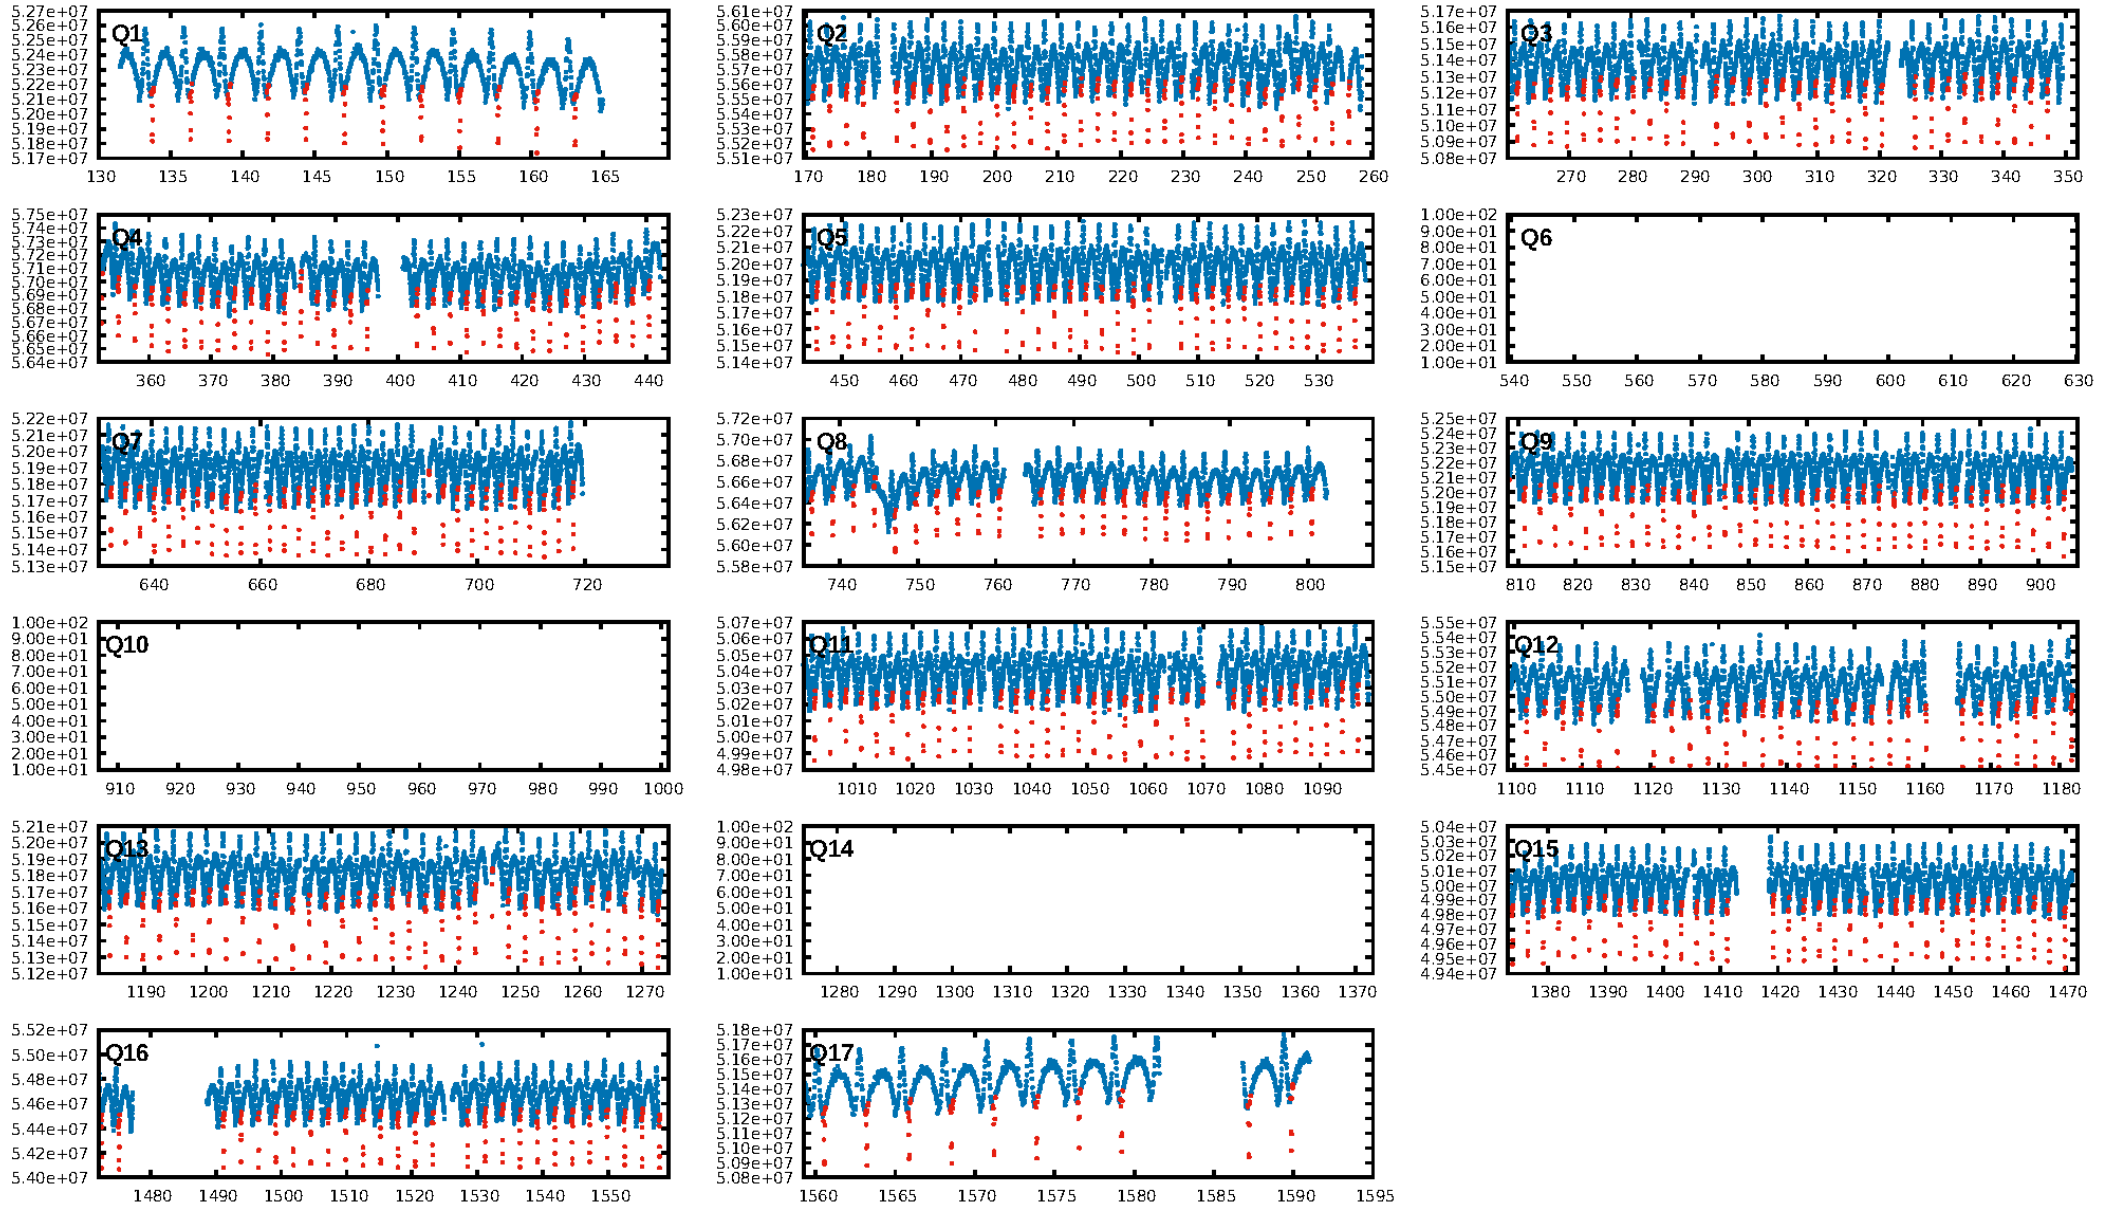 5.27e+07
5.26e+07
5.25e+07
5.24e+07
5.23e+07
5.22e+07
5.21e+07
5.20e+07
5.19e+07
5.18e+07
5.17e+07
Q1
130 135 140 145 150 155 160 165
5.61e+07
5.60e+07
5.59e+07
5.58e+07
5.57e+07
5.56e+07
5.55e+07
5.54e+07
5.53e+07
5.52e+07
5.51e+07
Q2
170 180 190 200 210 220 230 240 250 260
5.17e+07
5.16e+07
5.15e+07
5.14e+07
5.13e+07
5.12e+07
5.11e+07
5.10e+07
5.09e+07
5.08e+07
Q3
270 280 290 300 310 320 330 340 350
5.75e+07
5.74e+07
5.73e+07
5.72e+07
5.71e+07
5.70e+07
5.69e+07
5.68e+07
5.67e+07
5.66e+07
5.65e+07
5.64e+07
Q4
360 370 380 390 400 410 420 430 440
5.23e+07
5.22e+07
5.21e+07
5.20e+07
5.19e+07
5.18e+07
5.17e+07
5.16e+07
5.15e+07
5.14e+07
Q5
450 460 470 480 490 500 510 520 530
1.00e+02
9.00e+01
8.00e+01
7.00e+01
6.00e+01
5.00e+01
4.00e+01
3.00e+01
2.00e+01
1.00e+01
Q6
540 550 560 570 580 590 600 610 620 630
5.22e+07
5.21e+07
5.20e+07
5.19e+07
5.18e+07
5.17e+07
5.16e+07
5.15e+07
5.14e+07
5.13e+07
Q7
640 660 680 700 720
5.72e+07
5.70e+07
5.68e+07
5.66e+07
5.64e+07
5.62e+07
5.60e+07
5.58e+07
Q8
740 750 760 770 780 790 800
5.25e+07
5.24e+07
5.23e+07
5.22e+07
5.21e+07
5.20e+07
5.19e+07
5.18e+07
5.17e+07
5.16e+07
5.15e+07
Q9
810 820 830 840 850 860 870 880 890 900
1.00e+02
9.00e+01
8.00e+01
7.00e+01
6.00e+01
5.00e+01
4.00e+01
3.00e+01
2.00e+01
1.00e+01
Q10
910 920 930 940 950 960 970 980 990 1000
5.07e+07
5.06e+07
5.05e+07
5.04e+07
5.03e+07
5.02e+07
5.01e+07
5.00e+07
4.99e+07
4.98e+07
Q11
1010 1020 1030 1040 1050 1060 1070 1080 1090
5.55e+07
5.54e+07
5.53e+07
5.52e+07
5.51e+07
5.50e+07
5.49e+07
5.48e+07
5.47e+07
5.46e+07
5.45e+07
Q12
1100 1110 1120 1130 1140 1150 1160 1170 1180
5.21e+07
5.20e+07
5.19e+07
5.18e+07
5.17e+07
5.16e+07
5.15e+07
5.14e+07
5.13e+07
5.12e+07
Q13
1190 1200 1210 1220 1230 1240 1250 1260 1270
1.00e+02
9.00e+01
8.00e+01
7.00e+01
6.00e+01
5.00e+01
4.00e+01
3.00e+01
2.00e+01
1.00e+01
Q14
1280 1290 1300 1310 1320 1330 1340 1350 1360 1370
5.04e+07
5.03e+07
5.02e+07
5.01e+07
5.00e+07
4.99e+07
4.98e+07
4.97e+07
4.96e+07
4.95e+07
4.94e+07
Q15
1380 1390 1400 1410 1420 1430 1440 1450 1460 1470
5.52e+07
5.50e+07
5.48e+07
5.46e+07
5.44e+07
5.42e+07
5.40e+07
Q16
1480 1490 1500 1510 1520 1530 1540 1550
5.18e+07
5.17e+07
5.16e+07
5.15e+07
5.14e+07
5.13e+07
5.12e+07
5.11e+07
5.10e+07
5.09e+07
5.08e+07
Q17
1560 1565 1570 1575 1580 1585 1590 1595